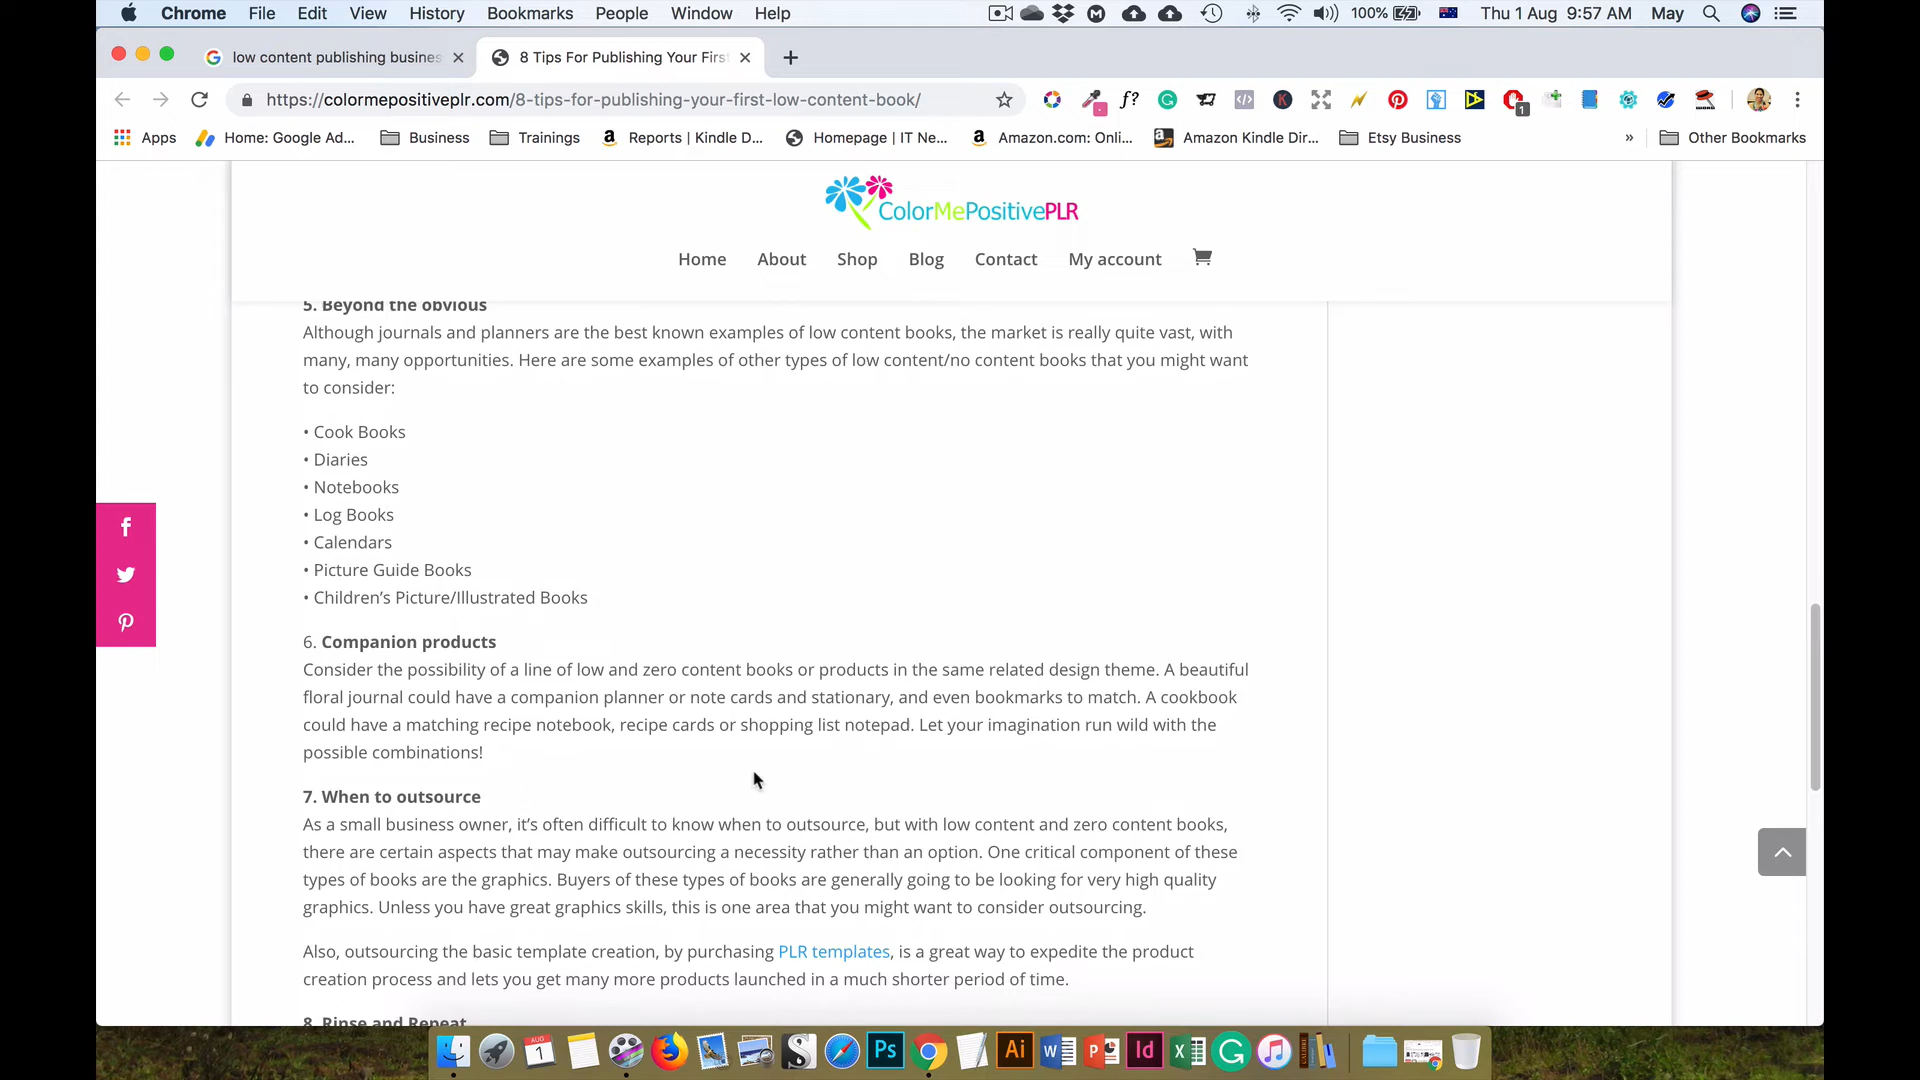 Chrome File Edit View History Bookmarks People Window Help 100% Thu 1 Aug 9:57 AM May
low content publishing busines
8 Tips For Publishing Your Firs
https://colormepositiveplr.com/8-tips-for-publishing-your-first-low-content-book/
f?
1
Apps Home: Google Ad... Business Trainings Reports | Kindle D... Homepage | IT Ne... Amazon.com: Onli... Amazon Kindle Dir... Etsy Business » Other Bookmarks
ColorMePositivePLR
Home About Shop Blog Contact My account
5. Beyond the obvious
Although journals and planners are the best known examples of low content books, the market is really quite vast, with
many, many opportunities. Here are some examples of other types of low content/no content books that you might want
to consider:
• Cook Books
• Diaries
• Notebooks
• Log Books
• Calendars
• Picture Guide Books
• Children’s Picture/Illustrated Books
6. Companion products
Consider the possibility of a line of low and zero content books or products in the same related design theme. A beautiful
floral journal could have a companion planner or note cards and stationary, and even bookmarks to match. A cookbook
could have a matching recipe notebook, recipe cards or shopping list notepad. Let your imagination run wild with the
possible combinations!
7. When to outsource
As a small business owner, it’s often difficult to know when to outsource, but with low content and zero content books,
there are certain aspects that may make outsourcing a necessity rather than an option. One critical component of these
types of books are the graphics. Buyers of these types of books are generally going to be looking for very high quality
graphics. Unless you have great graphics skills, this is one area that you might want to consider outsourcing.
Also, outsourcing the basic template creation, by purchasing PLR templates, is a great way to expedite the product
creation process and lets you get many more products launched in a much shorter period of time.
8. Rinse and Repeat
1 Ps Ai Id